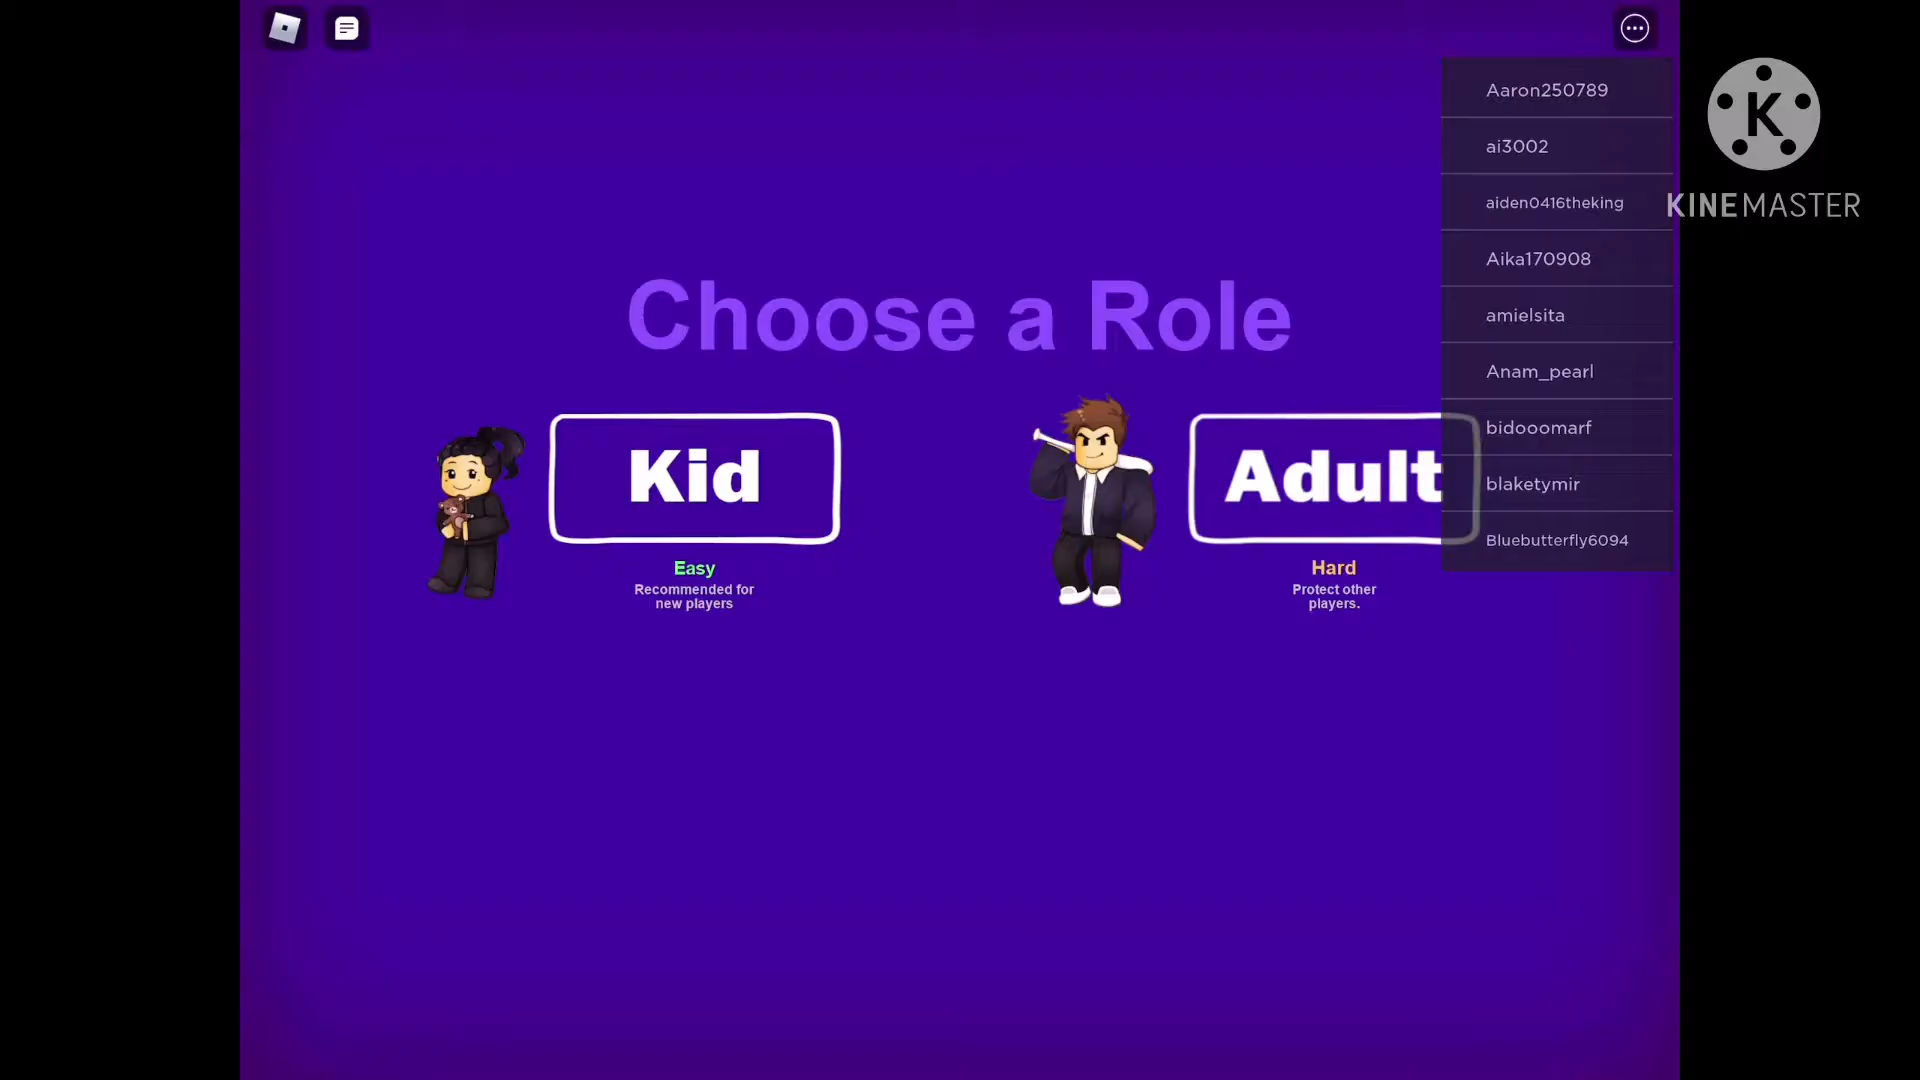 Choose a Role
Kid
Easy
Recommended for
new players
Adult
Hard
Protect other
players.
Aaron250789
ai3002
aiden0416theking
Aika170908
amielsita
Anam_pearl
bidooomarf
blaketymir
Bluebutterfly6094
K
KINEMASTER